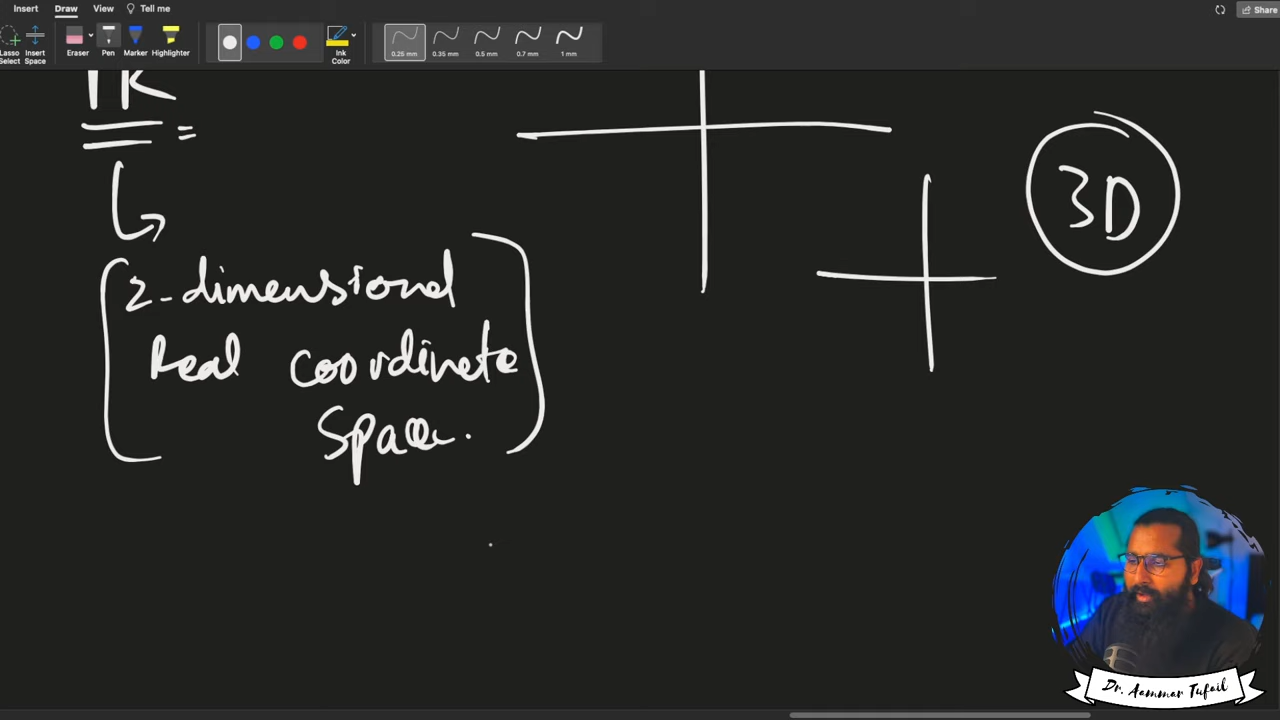 Insert Draw View Tell me Share
Lasso Select Insert Space Eraser Pen Marker Highlighter Ink Color 0.25 mm 0.35 mm 0.5 mm 0.7 mm 1 mm
IR
=
3D
2-dimensional
Real coordinate
Space.
Dr. Aammar Tufail